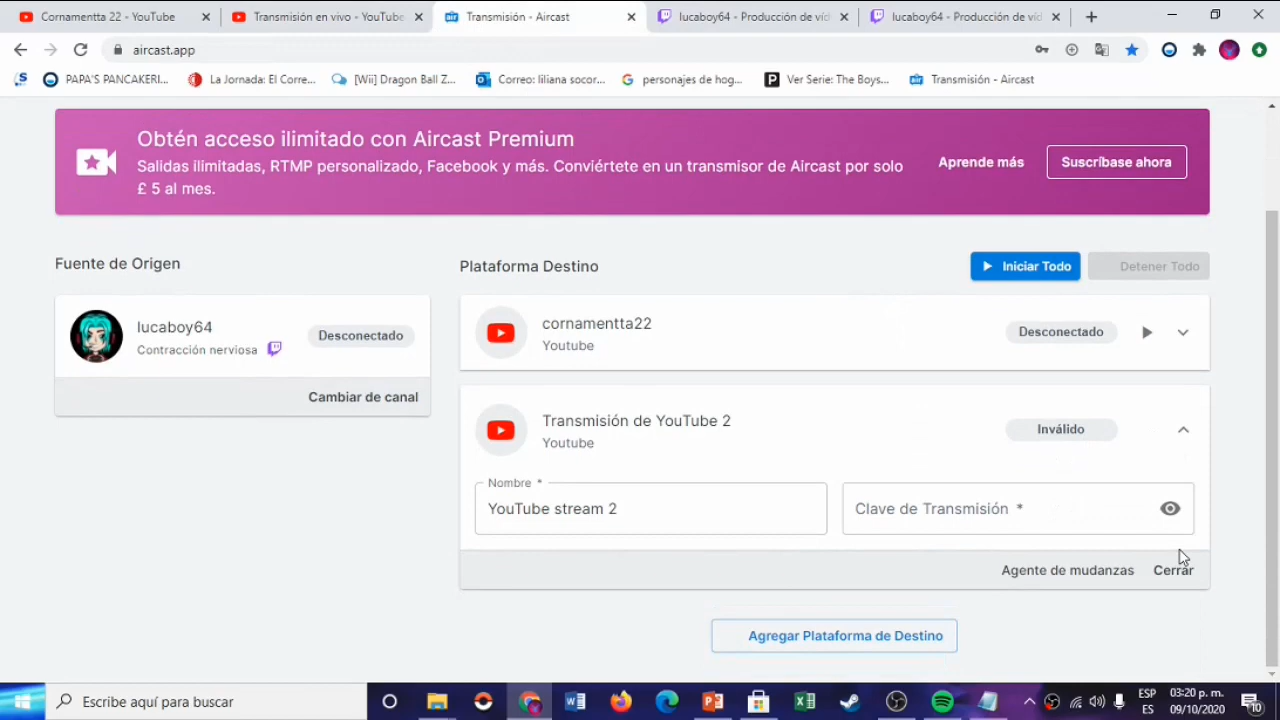 Cornamentta 22 - YouTube
Transmisión en vivo - YouTube
Transmisión - Aircast
lucaboy64 - Producción de víd
lucaboy64 - Producción de víd
aircast.app
PAPA'S PANCAKERI...
La Jornada: El Corre...
[Wii] Dragon Ball Z...
Correo: liliana socor...
personajes de hog...
Ver Serie: The Boys...
Transmisión - Aircast
Obtén acceso ilimitado con Aircast Premium
Salidas ilimitadas, RTMP personalizado, Facebook y más. Conviértete en un transmisor de Aircast por solo
£ 5 al mes.
Aprende más
Suscríbase ahora
Fuente de Origen
Plataforma Destino
Iniciar Todo
Detener Todo
lucaboy64
Contracción nerviosa
Desconectado
Cambiar de canal
cornamentta22
Youtube
Desconectado
Transmisión de YouTube 2
Youtube
Inválido
Nombre *
YouTube stream 2
Clave de Transmisión *
Agente de mudanzas
Cerrar
Agregar Plataforma de Destino
Escribe aquí para buscar
ESP
ES
03:20 p. m.
09/10/2020
10